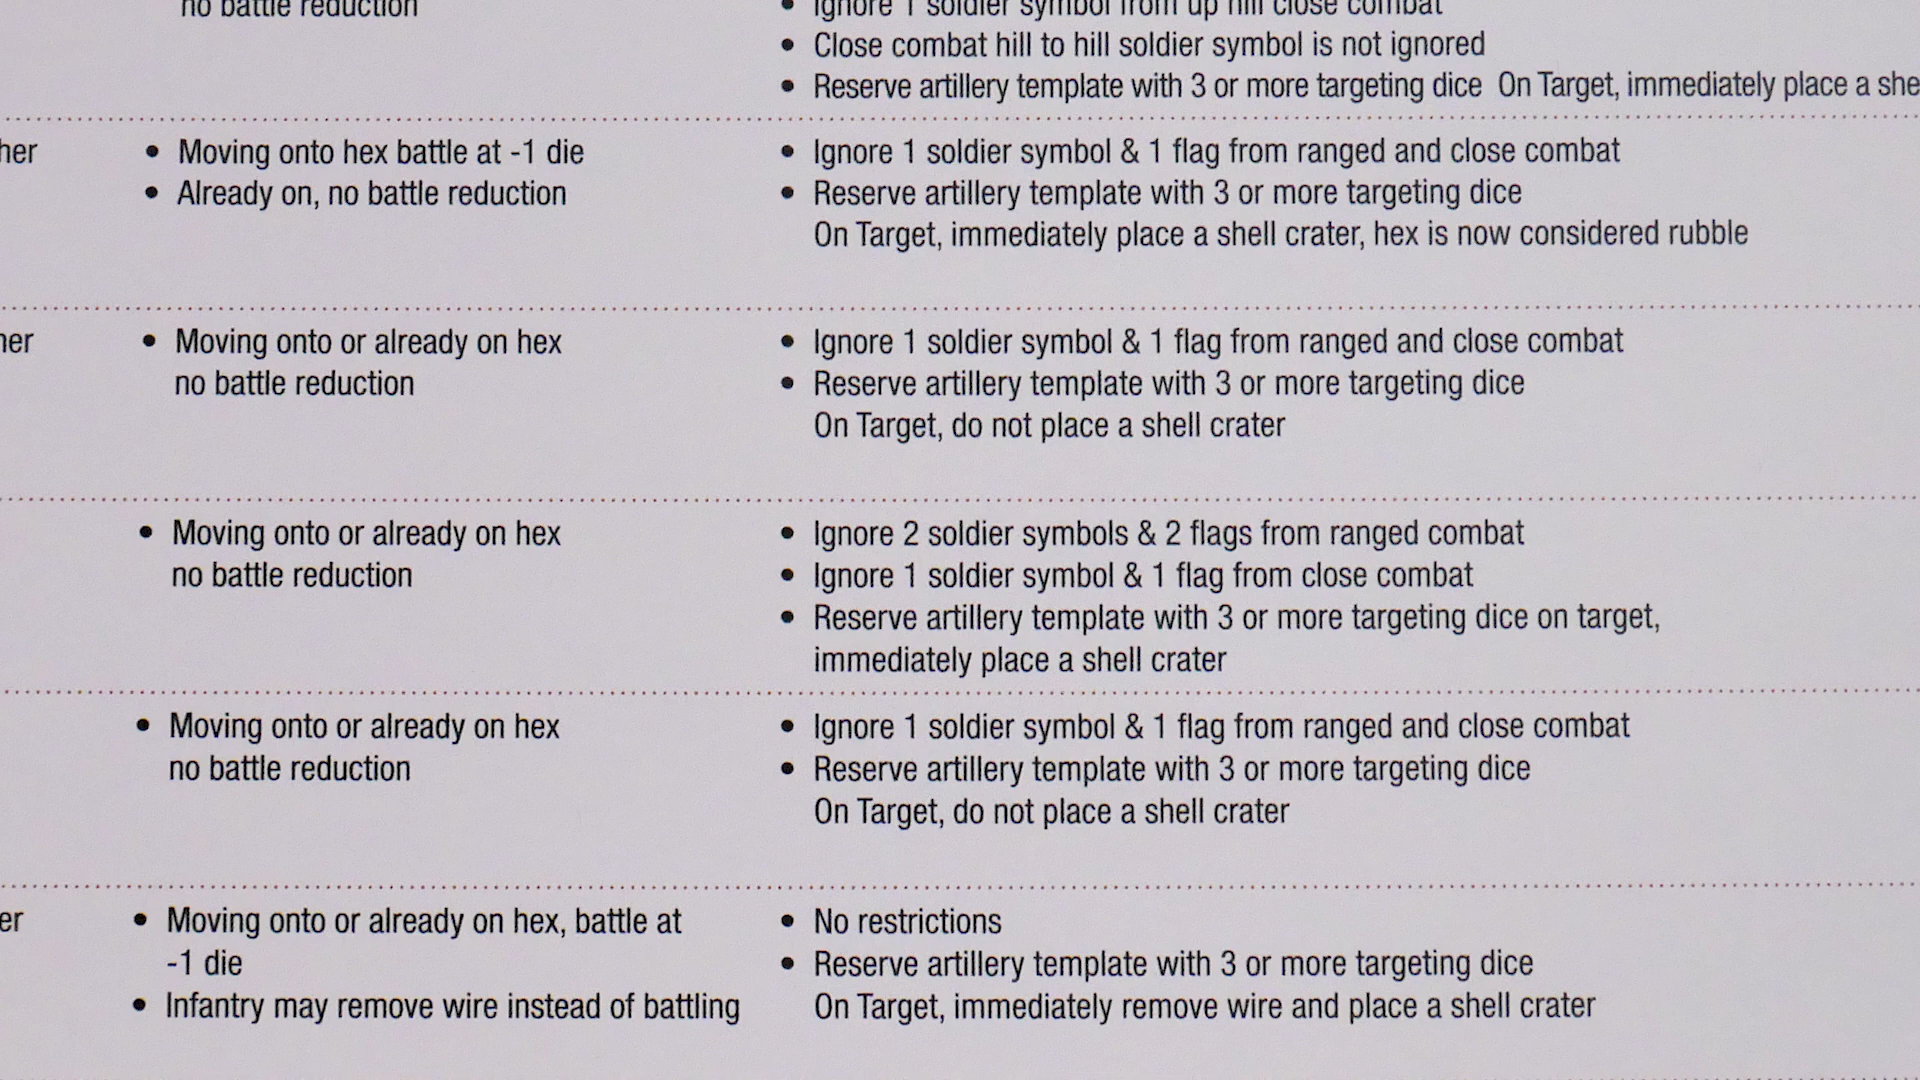 no battle reduction
Ignore 1 soldier symbol from up hill close combat
• Close combat hill to hill soldier symbol is not ignored
• Reserve artillery template with 3 or more targeting dice On Target, immediately place a she
• Moving onto hex battle at -1 die
• Already on, no battle reduction
• Ignore 1 soldier symbol & 1 flag from ranged and close combat
• Reserve artillery template with 3 or more targeting dice
On Target, immediately place a shell crater, hex is now considered rubble
• Moving onto or already on hex
no battle reduction
• Ignore 1 soldier symbol & 1 flag from ranged and close combat
• Reserve artillery template with 3 or more targeting dice
On Target, do not place a shell crater
• Moving onto or already on hex
no battle reduction
• Ignore 2 soldier symbols & 2 flags from ranged combat
• Ignore 1 soldier symbol & 1 flag from close combat
• Reserve artillery template with 3 or more targeting dice on target,
immediately place a shell crater
• Moving onto or already on hex
no battle reduction
• Ignore 1 soldier symbol & 1 flag from ranged and close combat
• Reserve artillery template with 3 or more targeting dice
On Target, do not place a shell crater
• Moving onto or already on hex, battle at
-1 die
• Infantry may remove wire instead of battling
• No restrictions
• Reserve artillery template with 3 or more targeting dice
On Target, immediately remove wire and place a shell crater